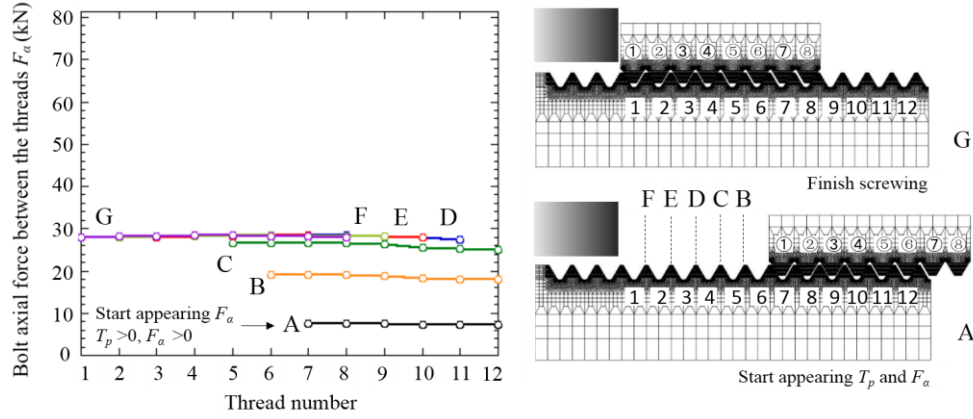 Bolt axial force between the threads Fα (kN)
80
70
60
50
40
30
20
10
0
G
F
E
D
C
B
A
Start appearing Fα
Tp >0, Fα >0
1 2 3 4 5 6 7 8 9 10 11 12
Thread number
① ② ③ ④ ⑤ ⑥ ⑦ ⑧
1 2 3 4 5 6 7 8 9 10 11 12
G
Finish screwing
F E D C B
① ② ③ ④ ⑤ ⑥ ⑦ ⑧
1 2 3 4 5 6 7 8 9 10 11 12
A
Start appearing Tp and Fα